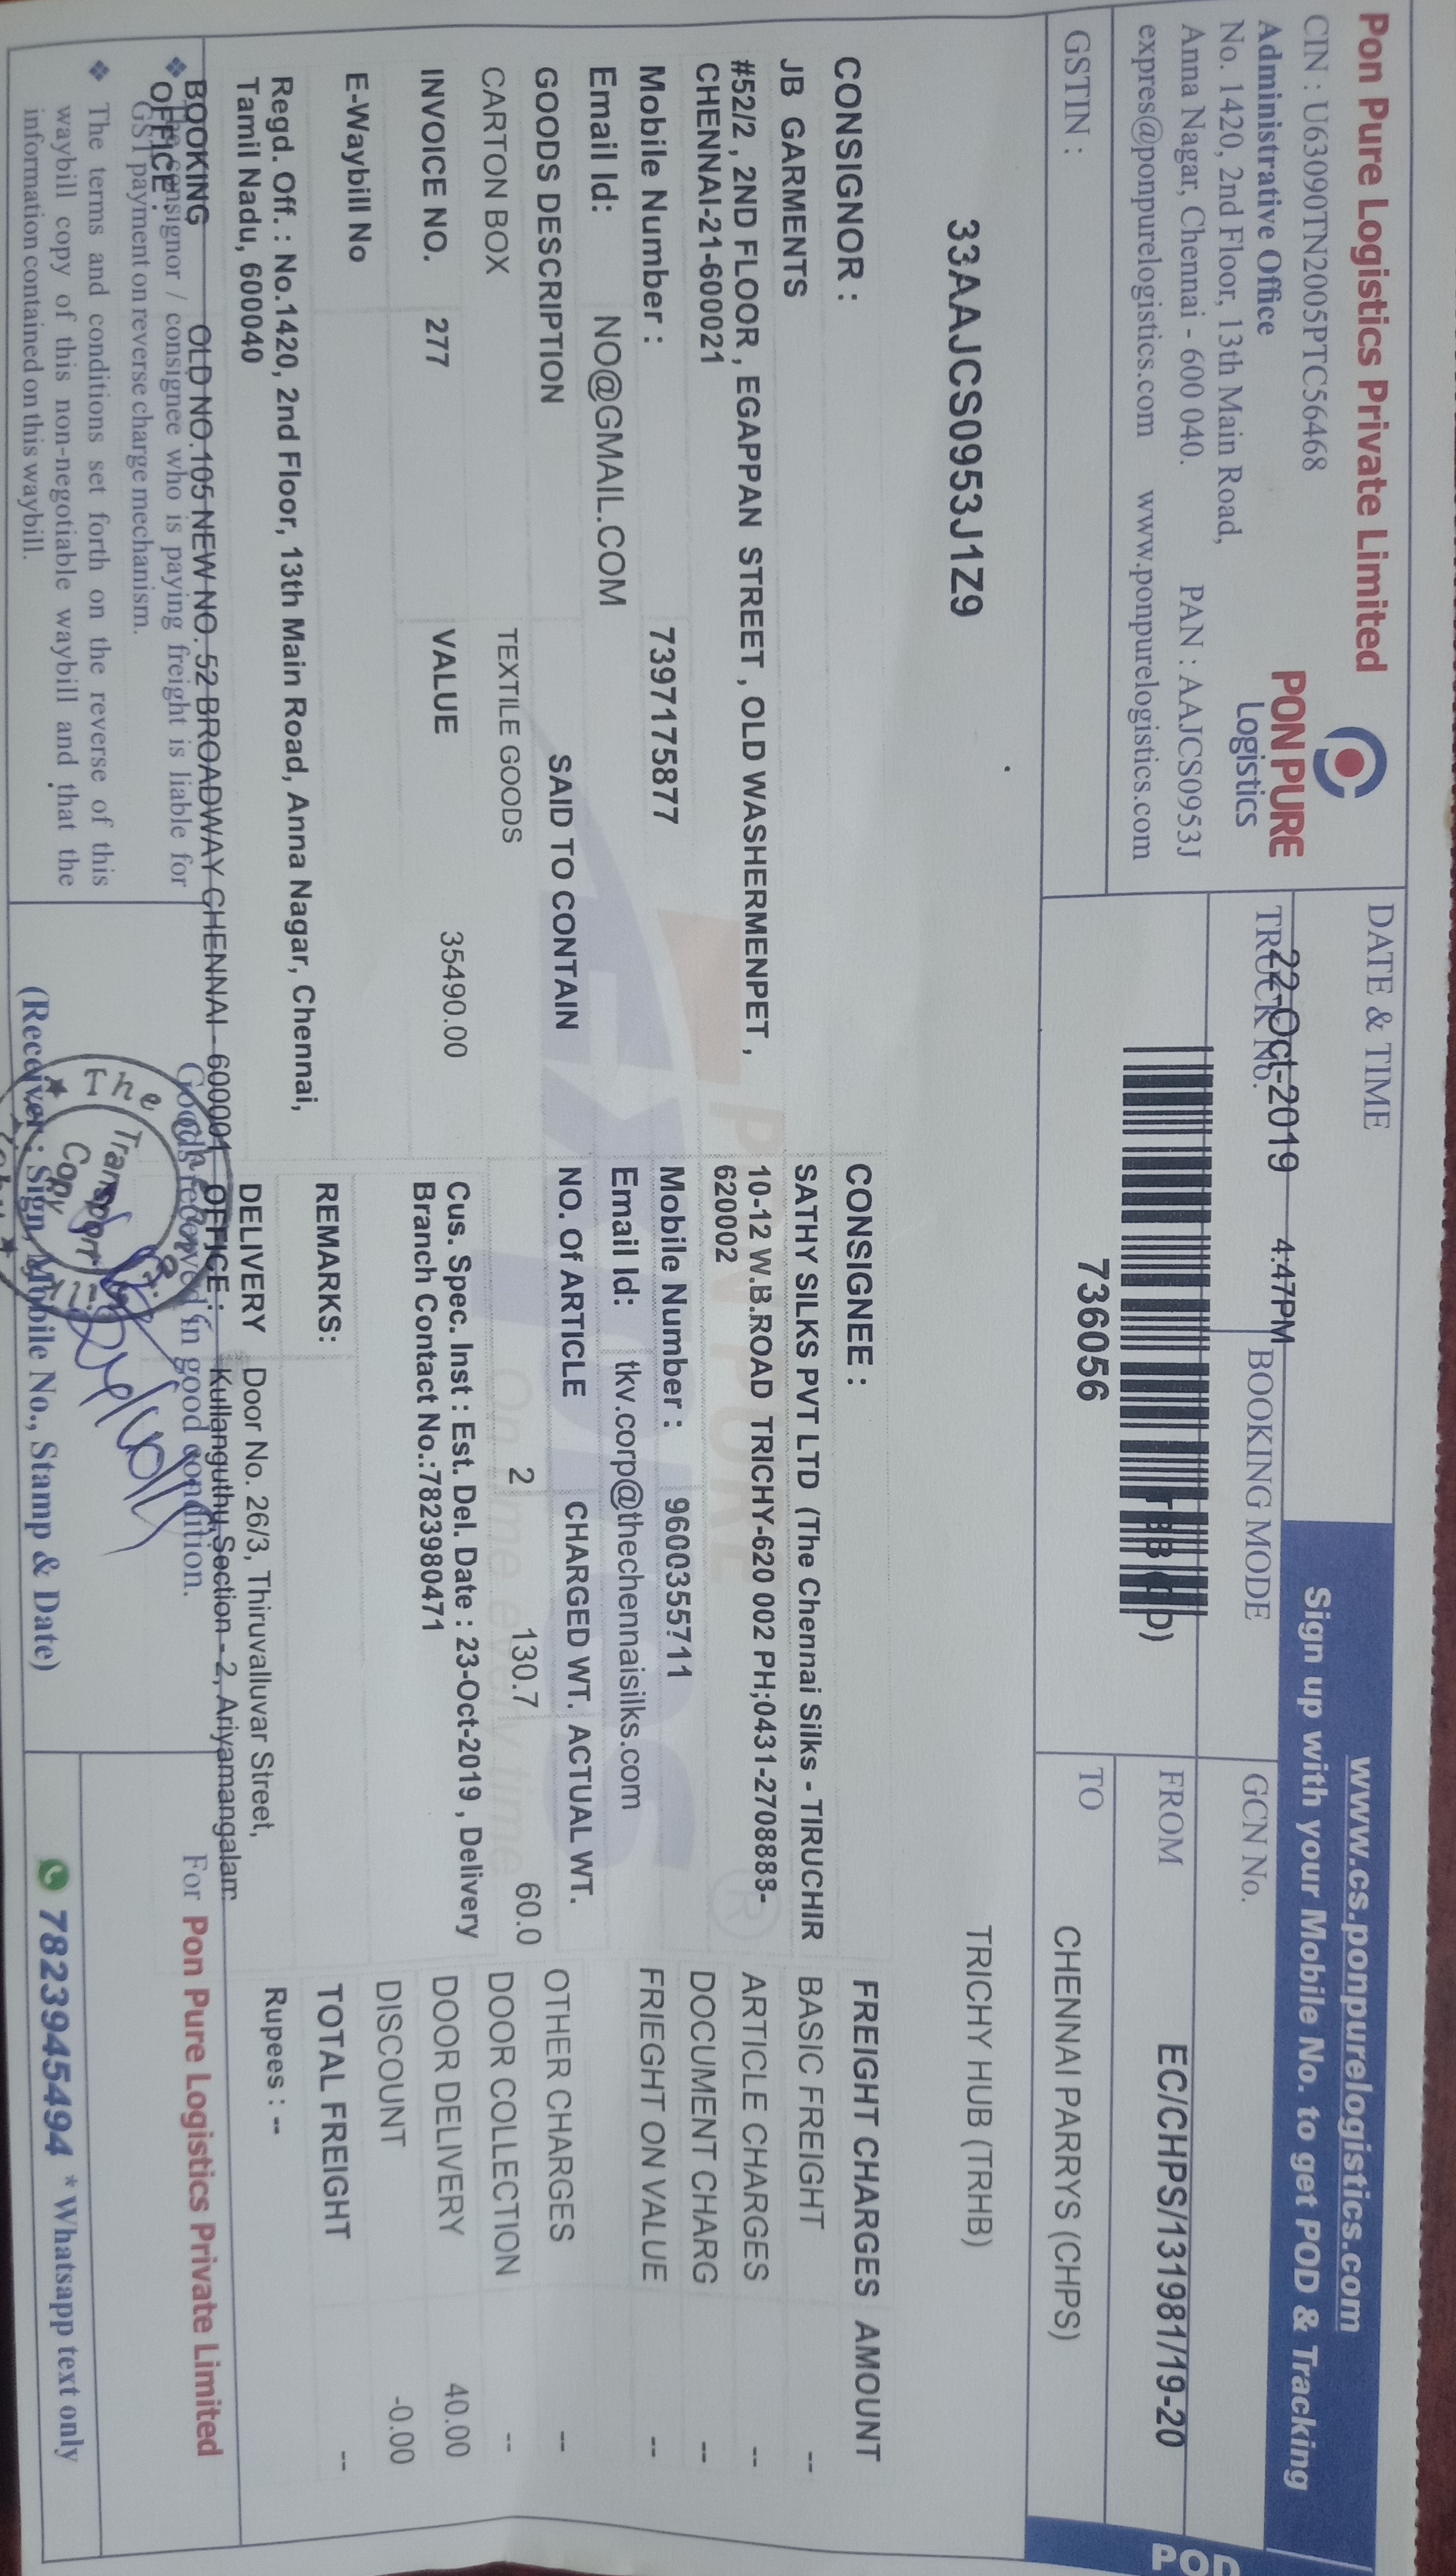 Pon Pure Logistics Private Limited
CIN : U63090TN2005PTC56468
Administrative Office
No. 1420, 2nd Floor, 13th Main Road,
Anna Nagar, Chennai - 600 040. PAN : AAJCS0953J
expres@ponpurelogistics.com www.ponpurelogistics.com
PON PURE
Logistics
GSTIN :
33AAJCS0953J1Z9
DATE & TIME
22-Oct-2019 4:47PM
TRUCK No.
BOOKING MODE
736056
www.cs.ponpurelogistics.com
Sign up with your Mobile No. to get POD & Tracking
GCN No.
FROM EC/CHPS/131981/19-20
TO CHENNAI PARRYS (CHPS)
TRICHY HUB (TRHB)
POD
CONSIGNOR :
JB GARMENTS
#52/2 , 2ND FLOOR , EGAPPAN STREET , OLD WASHERMENPET ,
CHENNAI-21-600021
Mobile Number : 7397175877
Email Id: NO@GMAIL.COM
CONSIGNEE :
SATHY SILKS PVT LTD (The Chennai Silks - TIRUCHIR
10-12 W.B.ROAD TRICHY-620 002 PH;0431-2708883-
620002
Mobile Number : 9600355711
Email Id: tkv.corp@thechennaisilks.com
GOODS DESCRIPTION SAID TO CONTAIN NO. Of ARTICLE CHARGED WT. ACTUAL WT.
CARTON BOX TEXTILE GOODS 2 130.7 60.0
INVOICE NO. 277 VALUE 35490.00
Cus. Spec. Inst : Est. Del. Date : 23-Oct-2019 , Delivery
Branch Contact No.:7823980471
E-Waybill No
REMARKS:
FREIGHT CHARGES AMOUNT
BASIC FREIGHT --
ARTICLE CHARGES --
DOCUMENT CHARG --
FRIEGHT ON VALUE --
OTHER CHARGES --
DOOR COLLECTION --
DOOR DELIVERY 40.00
DISCOUNT -0.00
TOTAL FREIGHT --
Rupees : --
Regd. Off. : No.1420, 2nd Floor, 13th Main Road, Anna Nagar, Chennai,
Tamil Nadu, 600040
BOOKING OFFICE : OLD NO.105 NEW NO. 52 BROADWAY CHENNAI - 600001
DELIVERY OFFICE : Door No. 26/3, Thiruvalluvar Street,
Kullanguthu Section - 2, Ariyamangalam
❖ consignor / consignee who is paying freight is liable for
GST payment on reverse charge mechanism.
❖ The terms and conditions set forth on the reverse of this
waybill copy of this non-negotiable waybill and that the
information contained on this waybill.
Goods received in good condition.
The Transport
Copy
(Receiver : Sign, Mobile No., Stamp & Date)
For Pon Pure Logistics Private Limited
7823945494 *Whatsapp text only